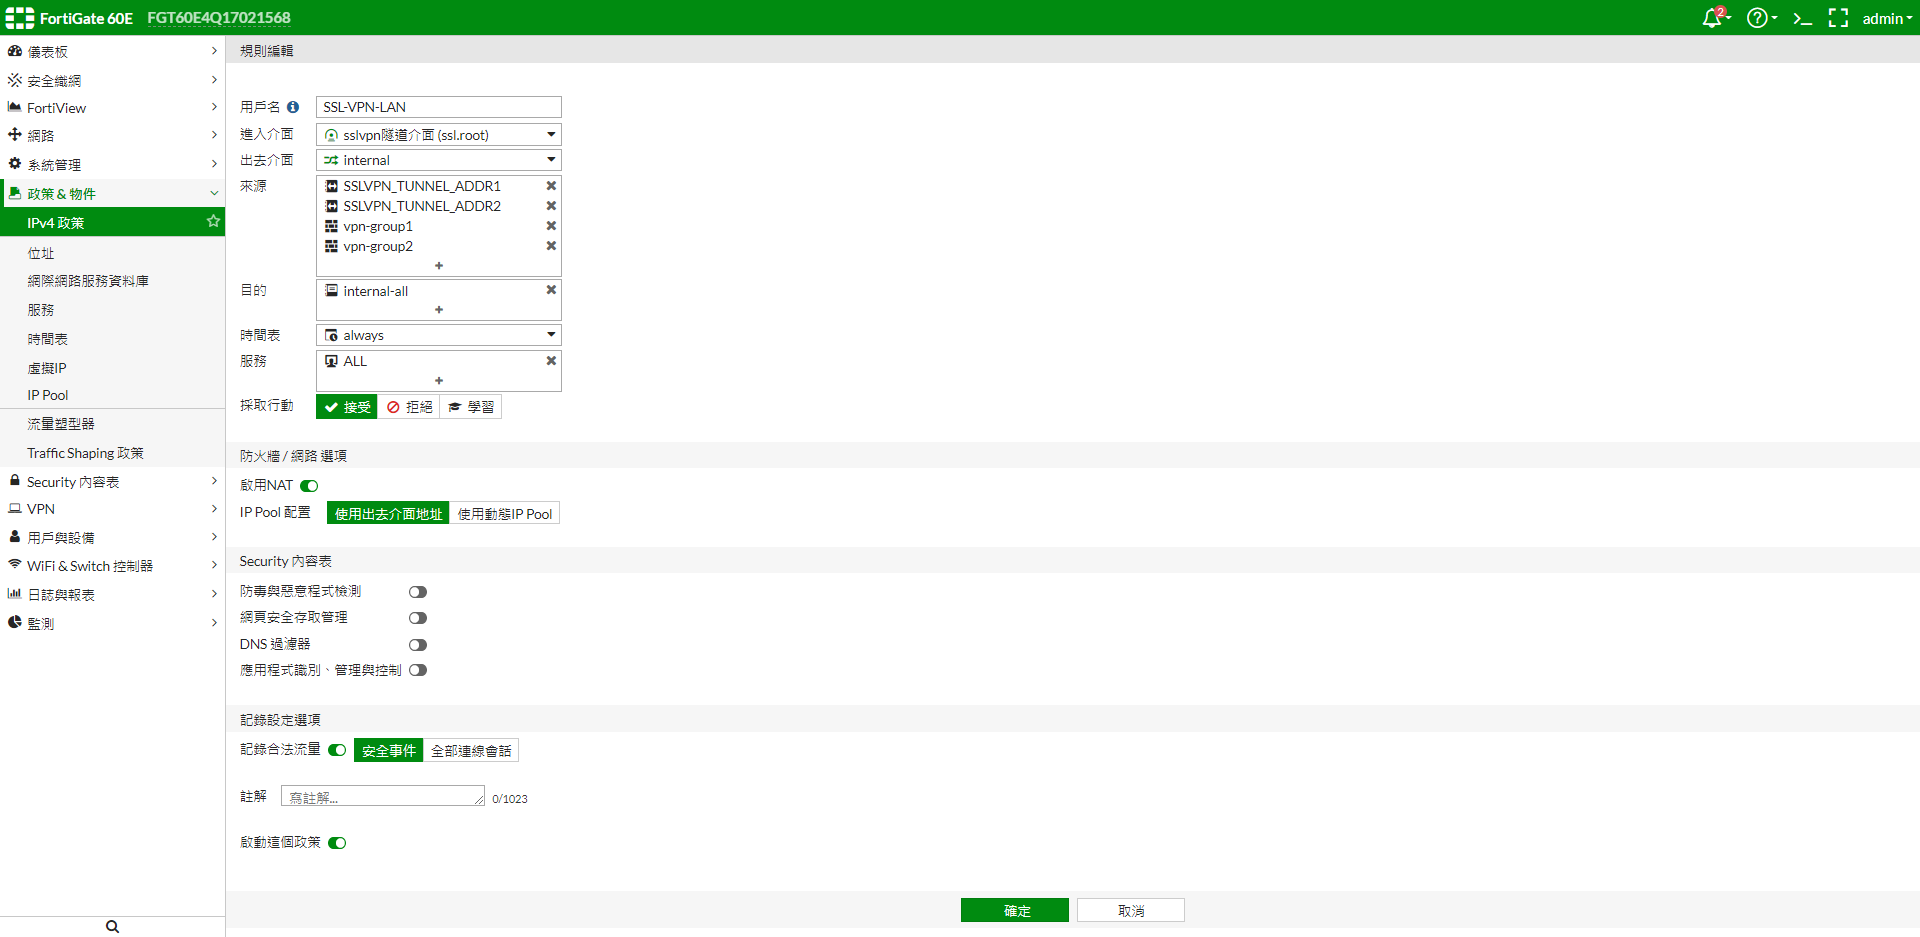 FortiGate 60E FGT60E4Q17021568
2
admin
儀表板
安全織網
FortiView
網路
系統管理
政策 & 物件
IPv4 政策
位址
網際網路服務資料庫
服務
時間表
虛擬IP
IP Pool
流量塑型器
Traffic Shaping 政策
Security 內容表
VPN
用戶與設備
WiFi & Switch 控制器
日誌與報表
監測
規則編輯
用戶名 SSL-VPN-LAN
進入介面 sslvpn隧道介面 (ssl.root)
出去介面 internal
來源 SSLVPN_TUNNEL_ADDR1
SSLVPN_TUNNEL_ADDR2
vpn-group1
vpn-group2
+
目的 internal-all
+
時間表 always
服務 ALL
+
採取行動 接受 拒絕 學習
防火牆 / 網路 選項
啟用NAT
IP Pool 配置 使用出去介面地址 使用動態IP Pool
Security 內容表
防毒與惡意程式檢測
網頁安全存取管理
DNS 過濾器
應用程式識別、管理與控制
記錄設定選項
記錄合法流量 安全事件 全部連線會話
註解 寫註解... 0/1023
啟動這個政策
確定 取消